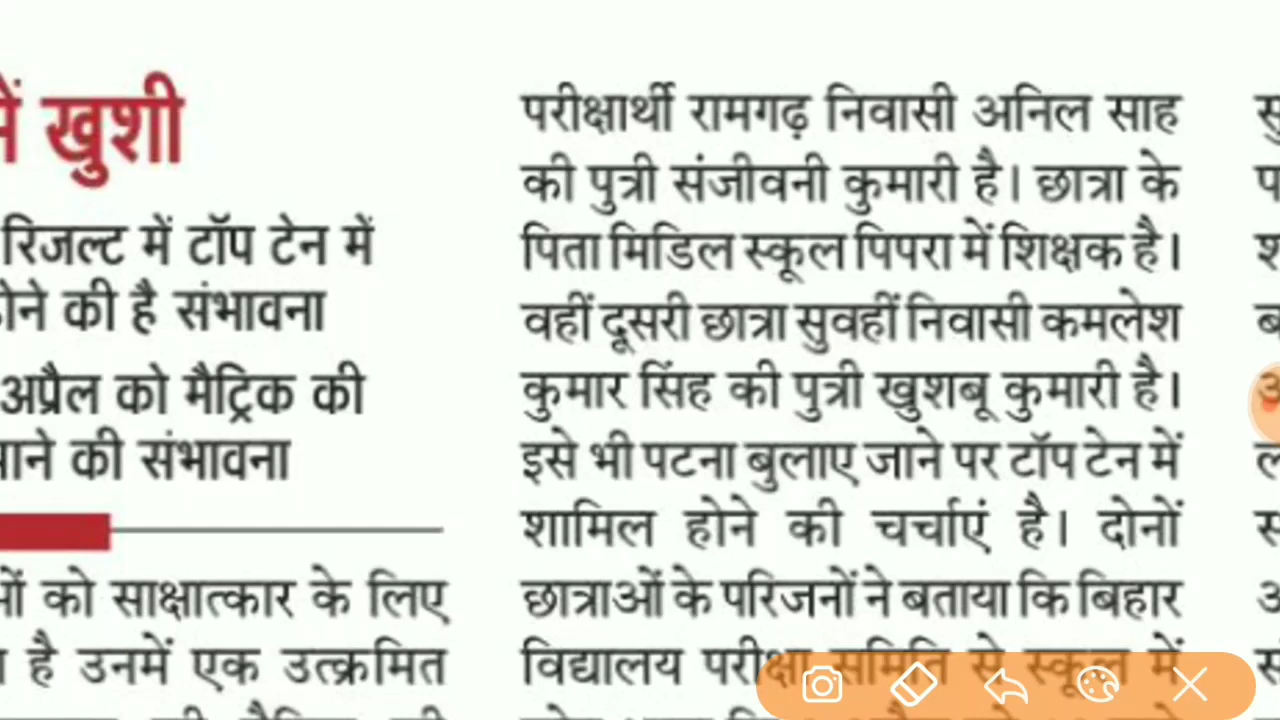 में खुशी
रिजल्ट में टॉप टेन में
होने की है संभावना
अप्रैल को मैट्रिक की
आने की संभावना
को साक्षात्कार के लिए
है उनमें एक उत्क्रमित
परीक्षार्थी रामगढ़ निवासी अनिल साह
की पुत्री संजीवनी कुमारी है। छात्रा के
पिता मिडिल स्कूल पिपरा में शिक्षक है।
वहीं दूसरी छात्रा सुवहीं निवासी कमलेश
कुमार सिंह की पुत्री खुशबू कुमारी है।
इसे भी पटना बुलाए जाने पर टॉप टेन में
शामिल होने की चर्चाएं है। दोनों
छात्राओं के परिजनों ने बताया कि बिहार
विद्यालय परीक्षा समिति से स्कूल में